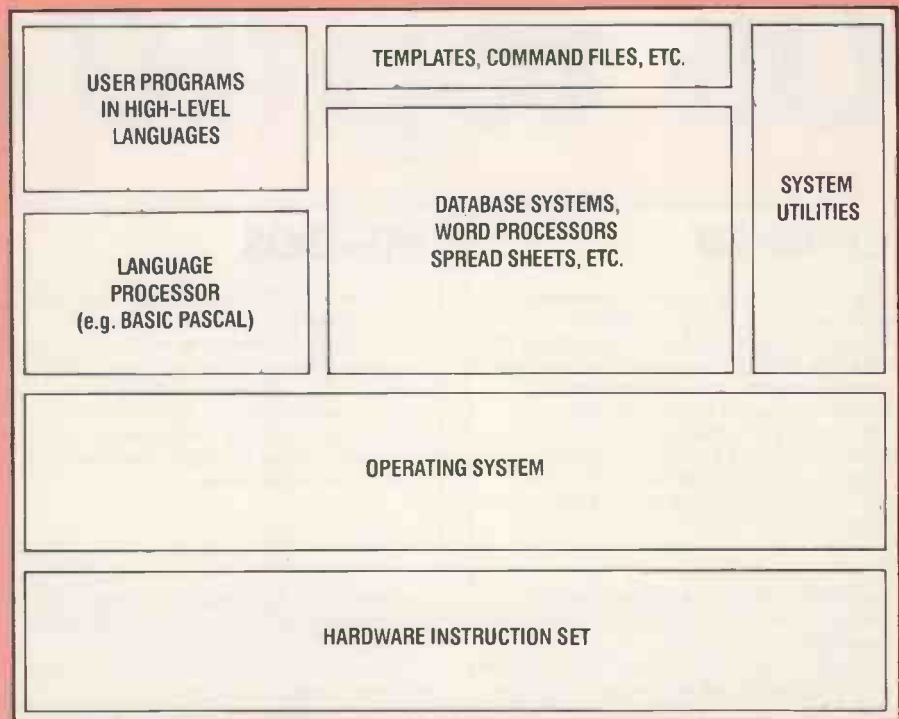 USER PROGRAMS
IN HIGH-LEVEL
LANGUAGES
TEMPLATES, COMMAND FILES, ETC.
DATABASE SYSTEMS,
WORD PROCESSORS
SPREAD SHEETS, ETC.
SYSTEM
UTILITIES
LANGUAGE
PROCESSOR
(e.g. BASIC PASCAL)
OPERATING SYSTEM
HARDWARE INSTRUCTION SET